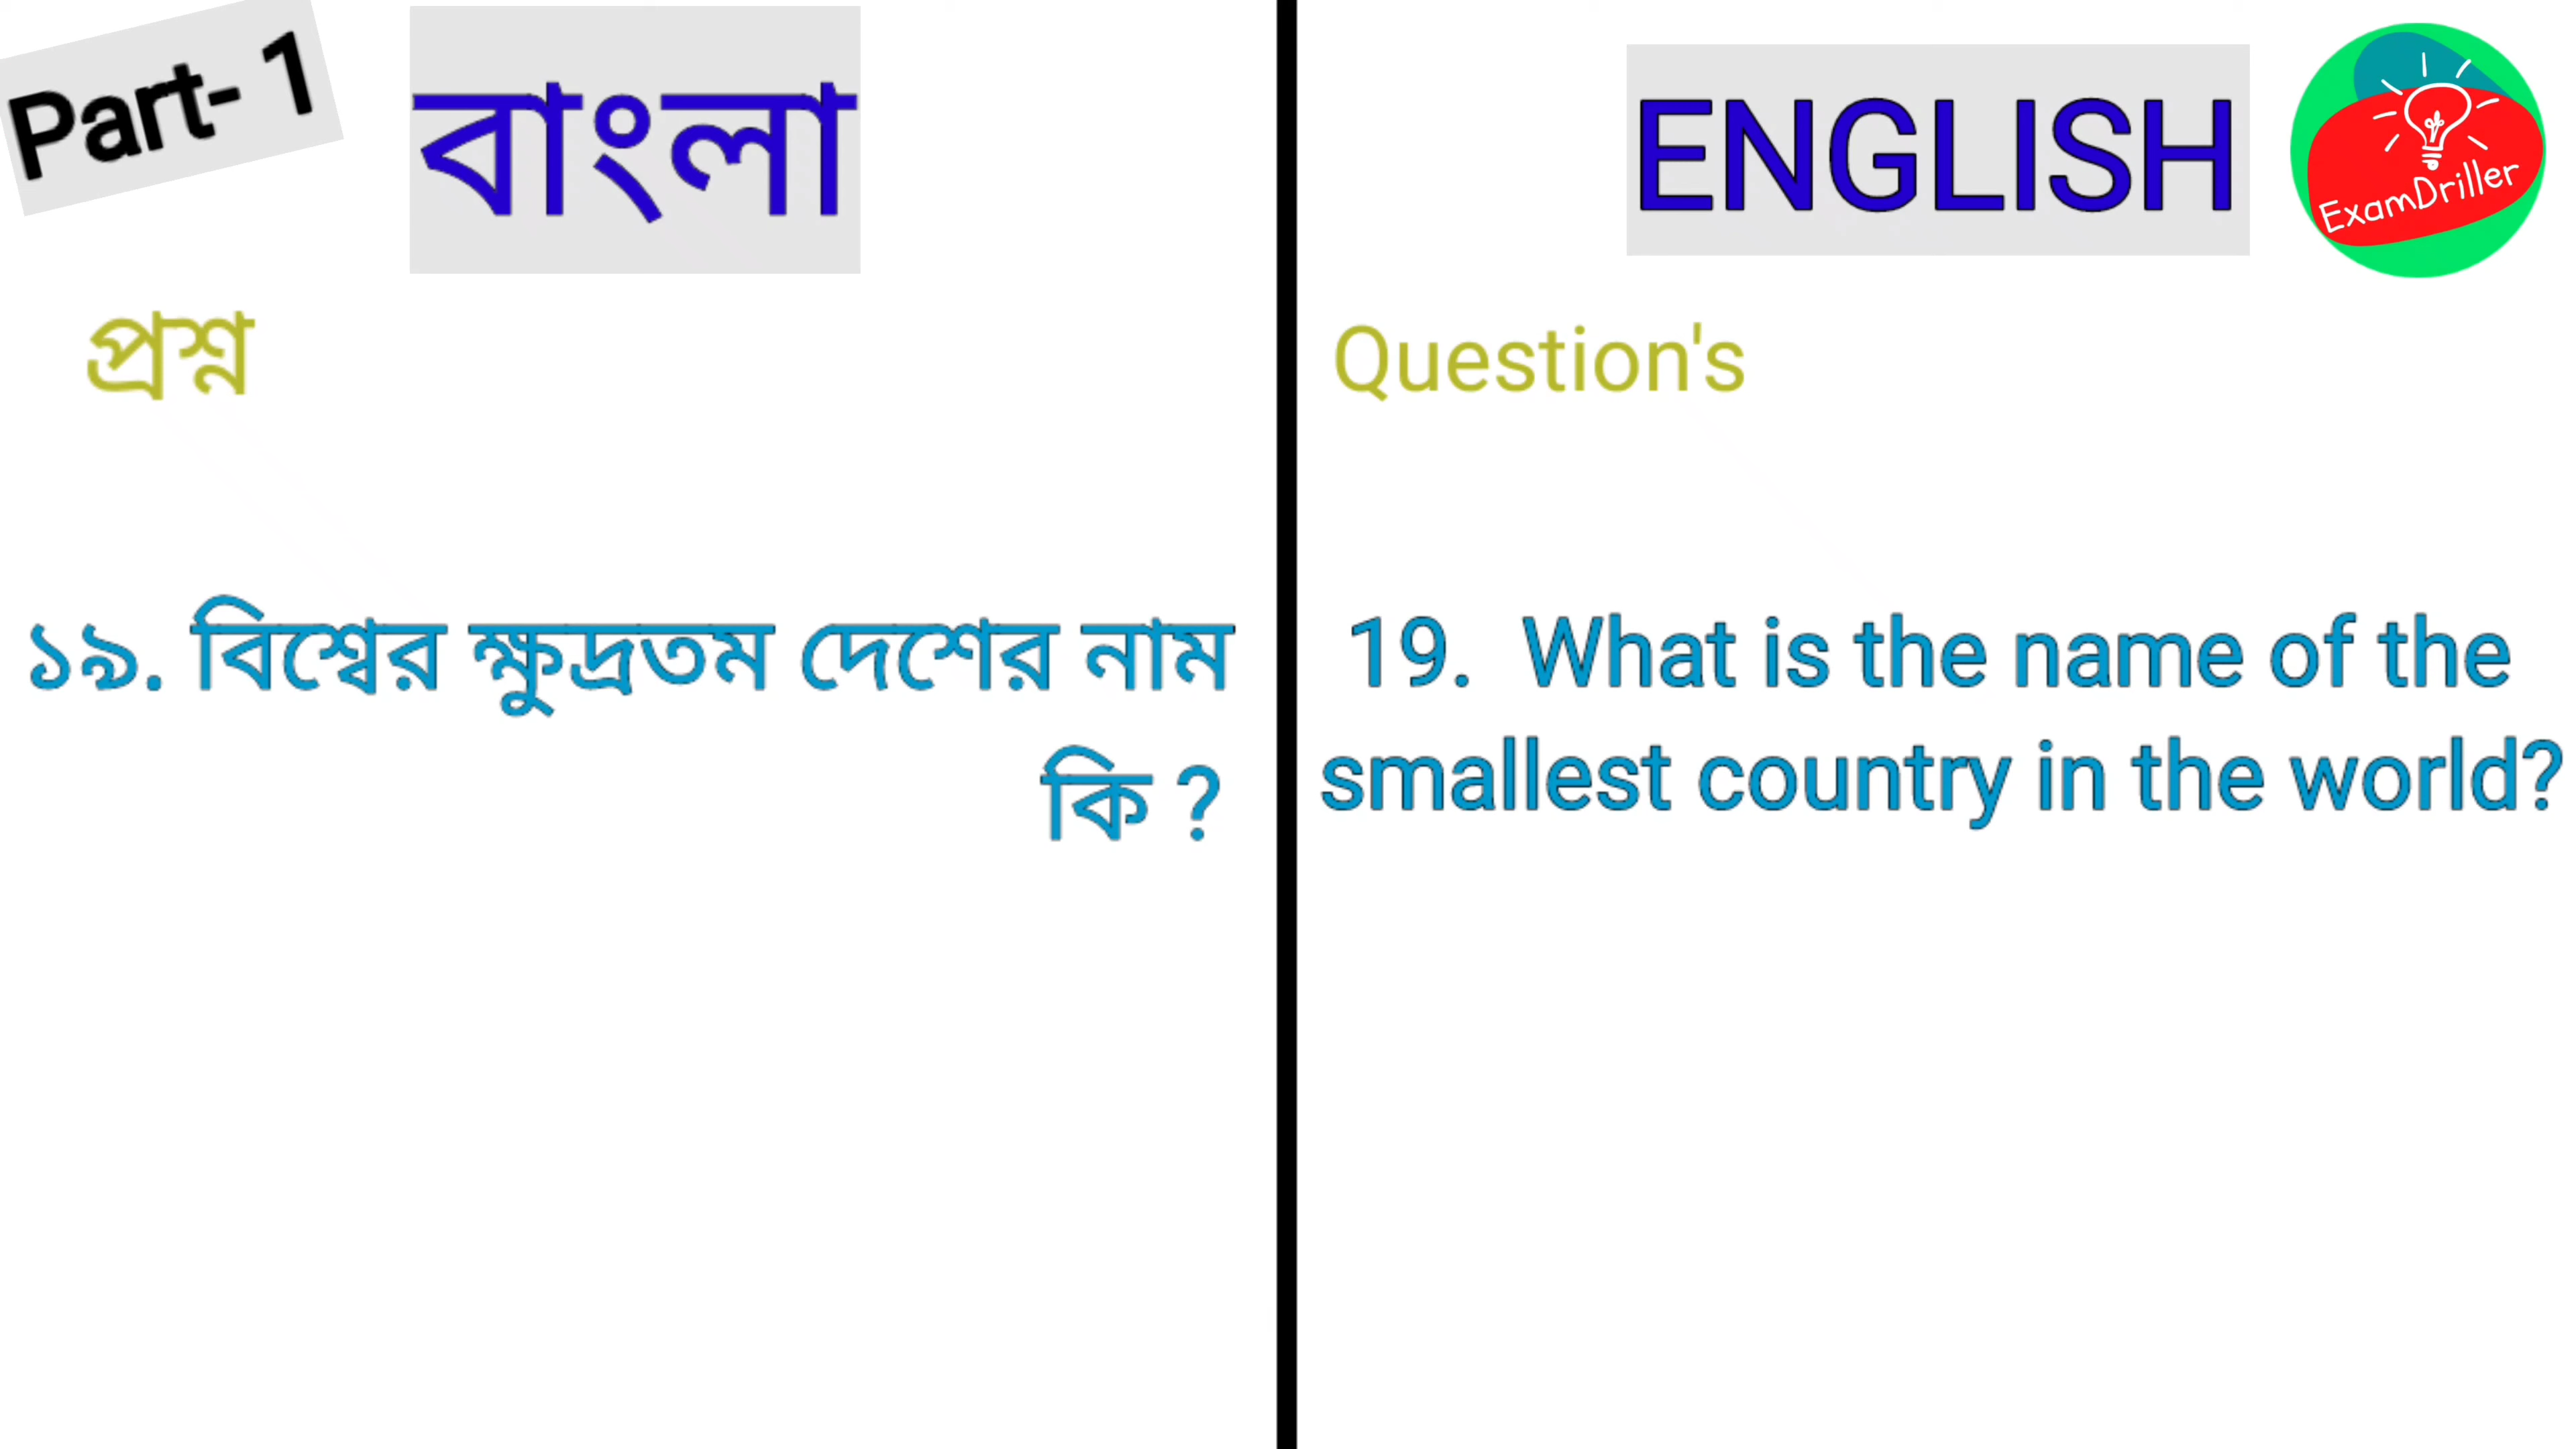 Part- 1
বাংলা
প্রশ্ন
১৯. বিশ্বের ক্ষুদ্রতম দেশের নাম
কি ?
ENGLISH
ExamDriller
Question's
19. What is the name of the
smallest country in the world?